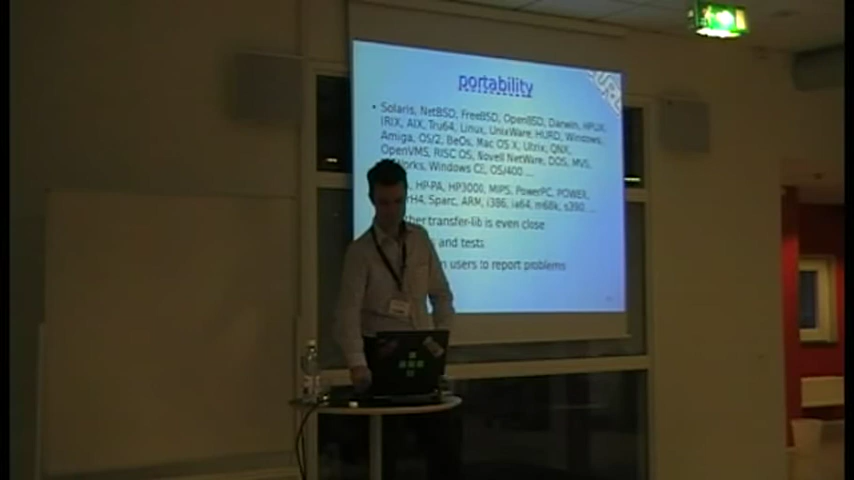 portability
• Solaris, NetBSD, FreeBSD, OpenBSD, Darwin, HPUX,
IRIX, AIX, Tru64, Linux, UnixWare, HURD, Windows,
Amiga, OS/2, BeOs, Mac OS X, Ultrix, QNX,
OpenVMS, RISC OS, Novell NetWare, DOS, MVS,
Works, Windows CE, OS/400 ...
HP-PA, HP3000, MIPS, PowerPC, POWER,
rH4, Sparc, ARM, i386, ia64, m68k, s390 ...
ther transfer-lib is even close
and tests
users to report problems